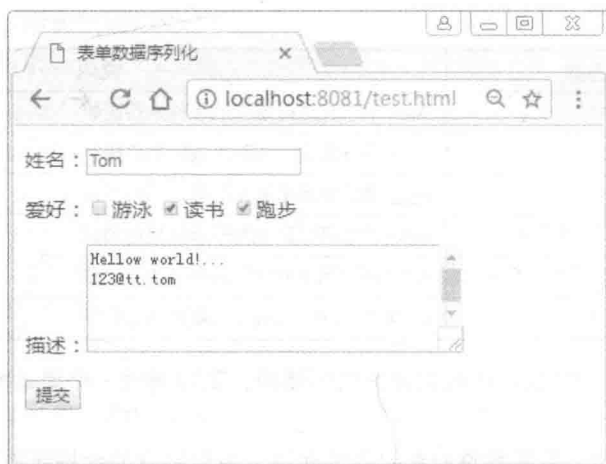 表单数据序列化
localhost:8081/test.html
姓名：Tom
爱好：游泳 读书 跑步
Hellow world!...
123@tt.tom
描述：
提交